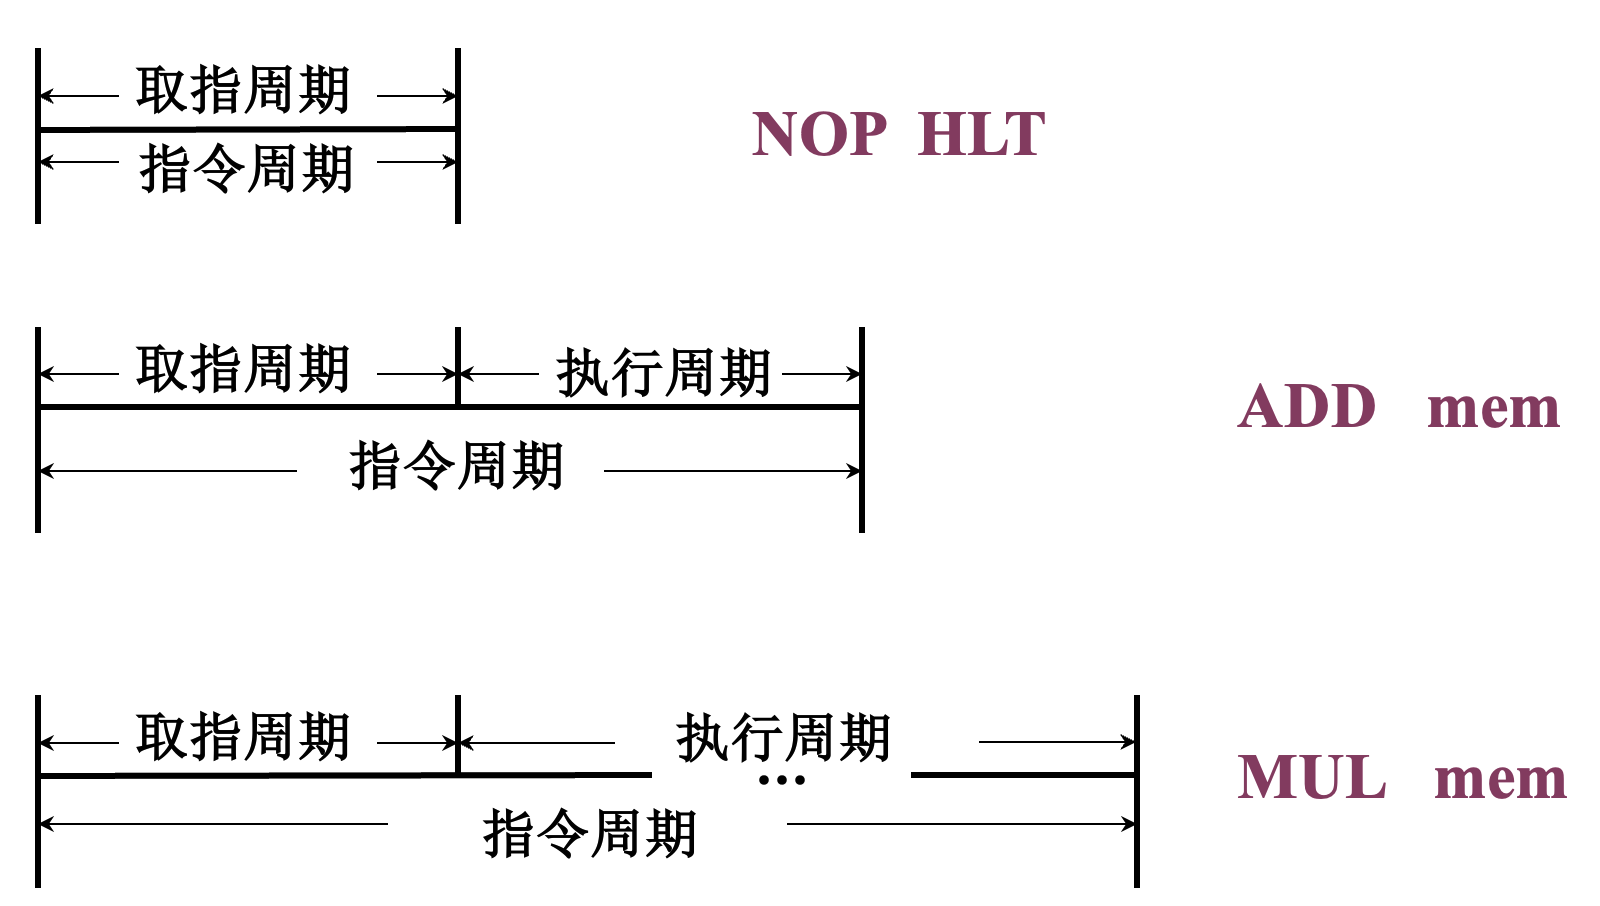 取指周期
指令周期
NOP HLT
取指周期 执行周期
指令周期
ADD mem
取指周期 执行周期
...
指令周期
MUL mem